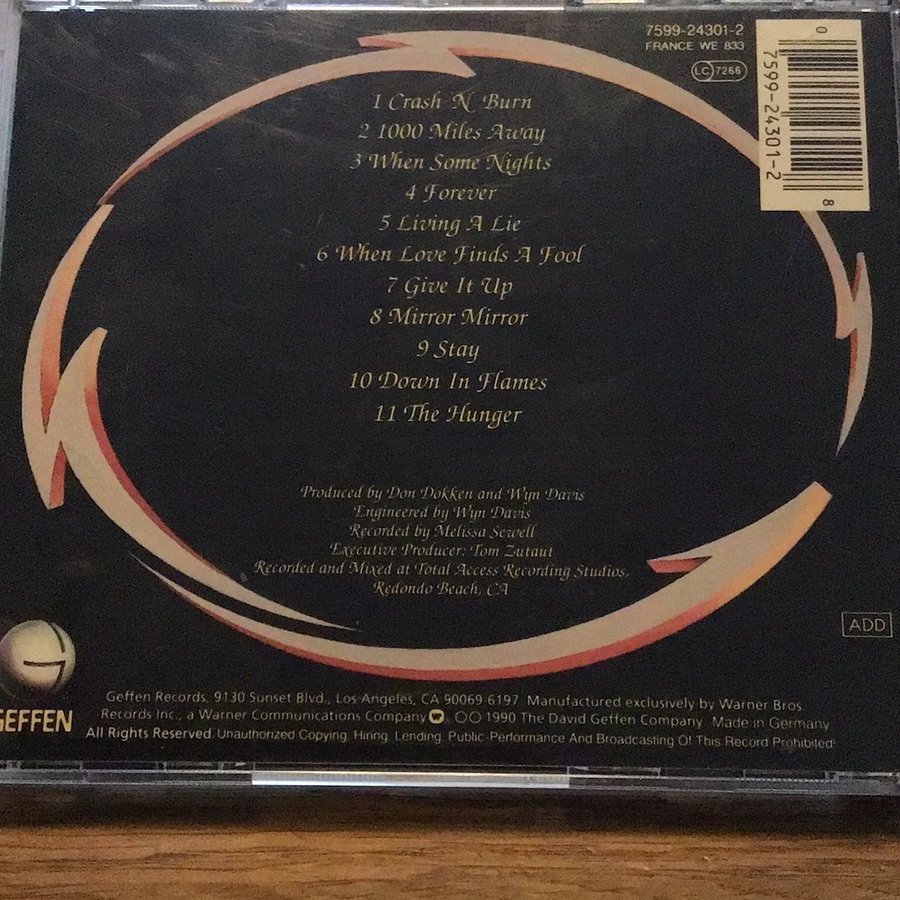 7599-24301-2
FRANCE WE 833
LC 7266
0
7599-24301-2
8
1 Crash N' Burn
2 1000 Miles Away
3 When Some Nights
4 Forever
5 Living A Lie
6 When Love Finds A Fool
7 Give It Up
8 Mirror Mirror
9 Stay
10 Down In Flames
11 The Hunger
Produced by Don Dokken and Wyn Davis
Engineered by Wyn Davis
Recorded by Melissa Sewell
Executive Producer: Tom Zutaut
Recorded and Mixed at Total Access Recording Studios,
Redondo Beach, CA
ADD
GEFFEN
Geffen Records, 9130 Sunset Blvd., Los Angeles, CA 90069-6197 Manufactured exclusively by Warner Bros.
Records Inc., a Warner Communications Company 1990 The David Geffen Company Made in Germany
All Rights Reserved. Unauthorized Copying, Hiring, Lending, Public-Performance And Broadcasting Of This Record Prohibited!